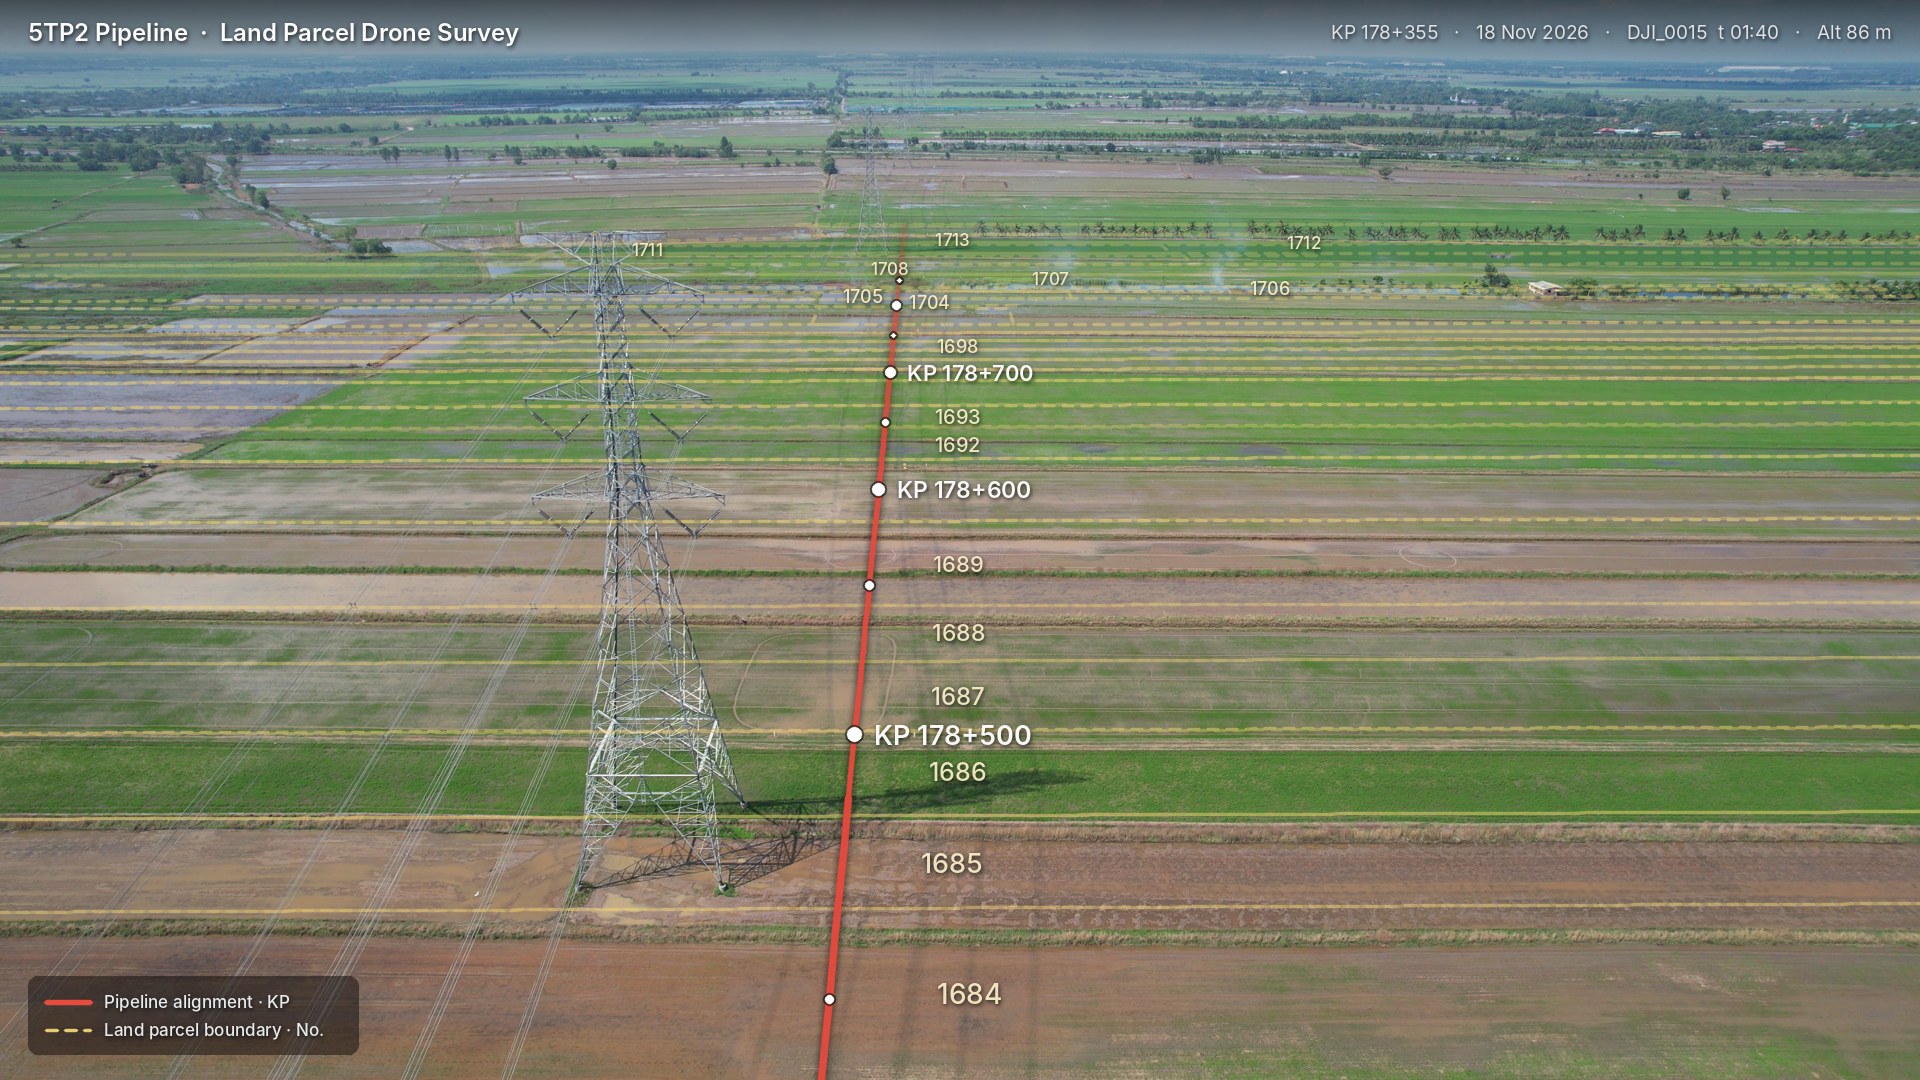 5TP2 Pipeline · Land Parcel Drone Survey
KP 178+355 · 18 Nov 2026 · DJI_0015 t 01:40 · Alt 86 m
1711
1713
1712
1708
1707
1706
1705
1704
1698
KP 178+700
1693
1692
KP 178+600
1689
1688
1687
KP 178+500
1686
1685
1684
Pipeline alignment · KP
Land parcel boundary · No.